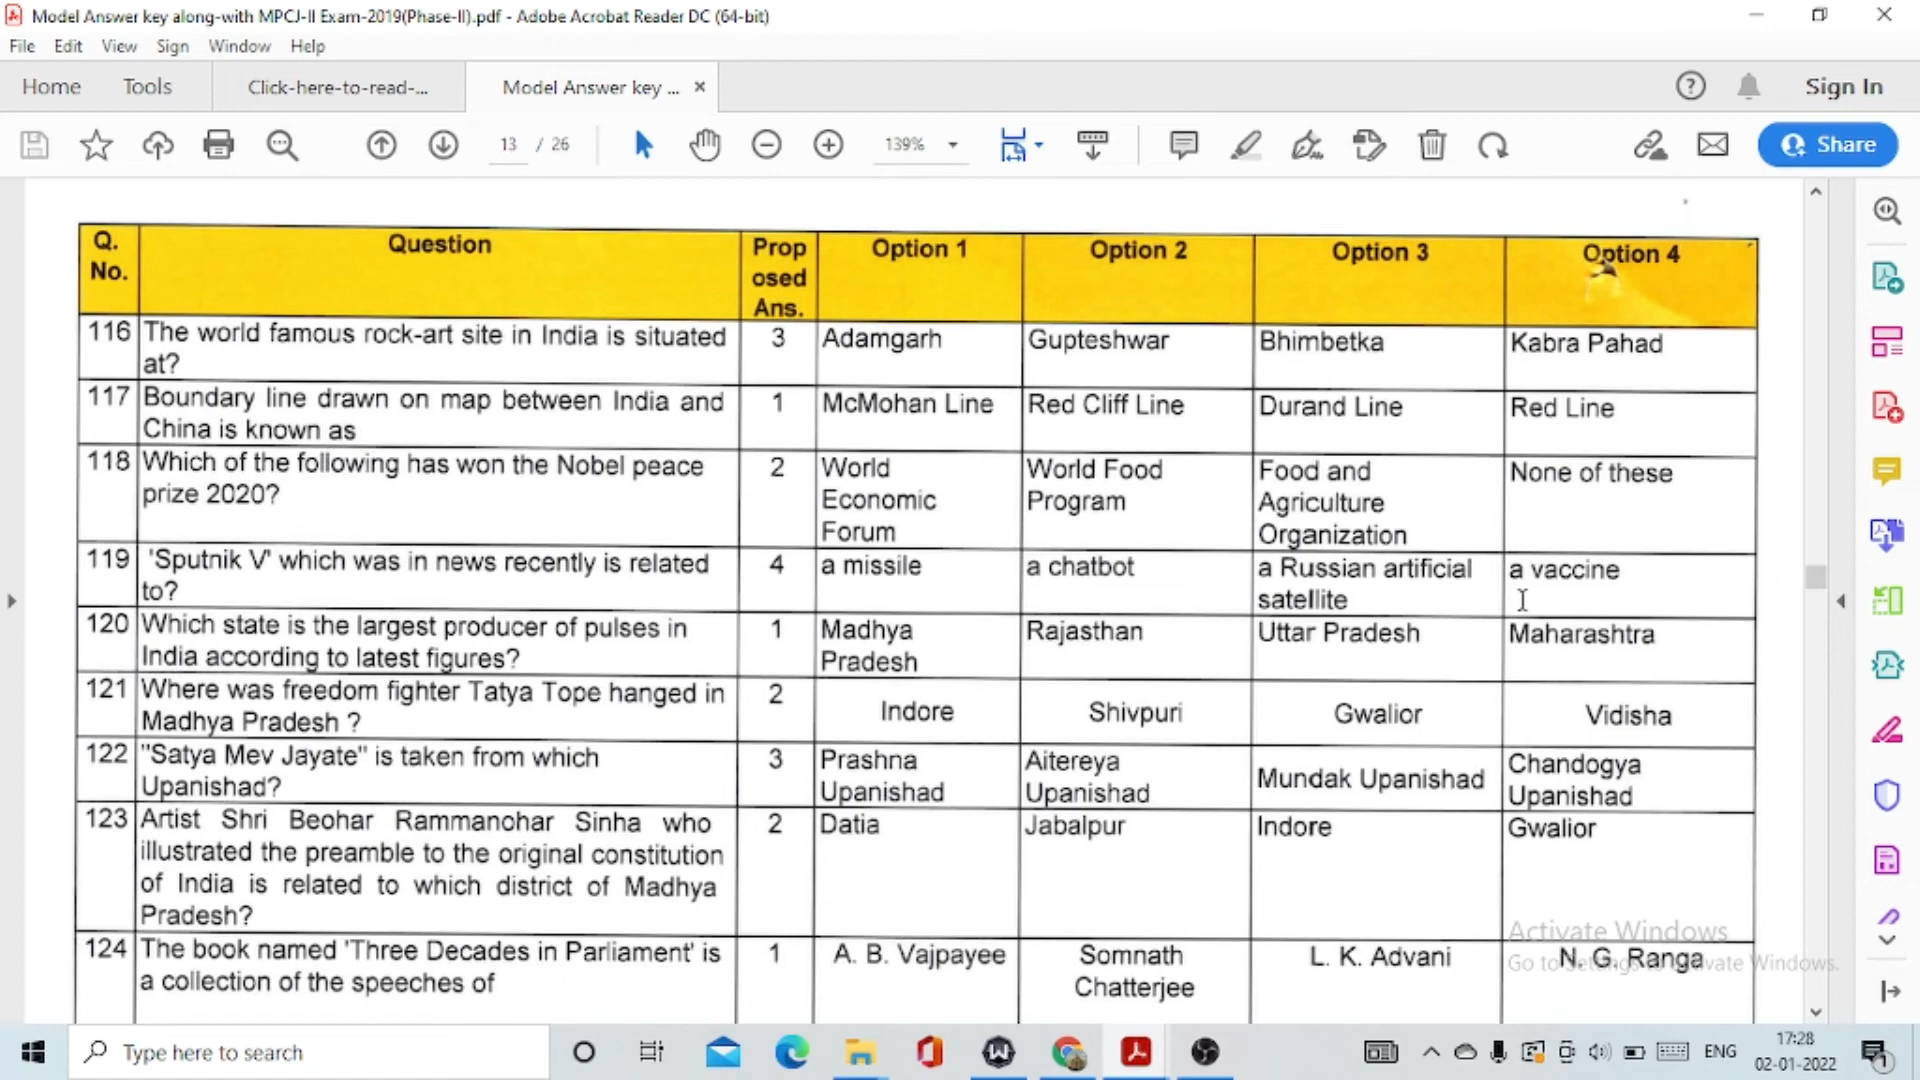 Model Answer key along-with MPCJ-II Exam-2019(Phase-II).pdf - Adobe Acrobat Reader DC (64-bit)
File Edit View Sign Window Help
Home Tools Click-here-to-read-... Model Answer key ... × Sign In
13 / 26 139% Share
Q. No. Question Prop osed Ans. Option 1 Option 2 Option 3 Option 4
116 The world famous rock-art site in India is situated 3 Adamgarh Gupteshwar Bhimbetka Kabra Pahad
at?
117 Boundary line drawn on map between India and 1 McMohan Line Red Cliff Line Durand Line Red Line
China is known as
118 Which of the following has won the Nobel peace 2 World World Food Food and None of these
prize 2020? Economic Program Agriculture
Forum Organization
119 'Sputnik V' which was in news recently is related 4 a missile a chatbot a Russian artificial a vaccine
to? satellite
120 Which state is the largest producer of pulses in 1 Madhya Rajasthan Uttar Pradesh Maharashtra
India according to latest figures? Pradesh
121 Where was freedom fighter Tatya Tope hanged in 2 Indore Shivpuri Gwalior Vidisha
Madhya Pradesh ?
122 "Satya Mev Jayate" is taken from which 3 Prashna Aitereya Mundak Upanishad Chandogya
Upanishad? Upanishad Upanishad Upanishad
123 Artist Shri Beohar Rammanohar Sinha who 2 Datia Jabalpur Indore Gwalior
illustrated the preamble to the original constitution
of India is related to which district of Madhya
Pradesh?
124 The book named 'Three Decades in Parliament' is 1 A. B. Vajpayee Somnath L. K. Advani N. G. Ranga
a collection of the speeches of Chatterjee
Activate Windows
Go to Settings to activate Windows.
Type here to search ENG 17:28
02-01-2022